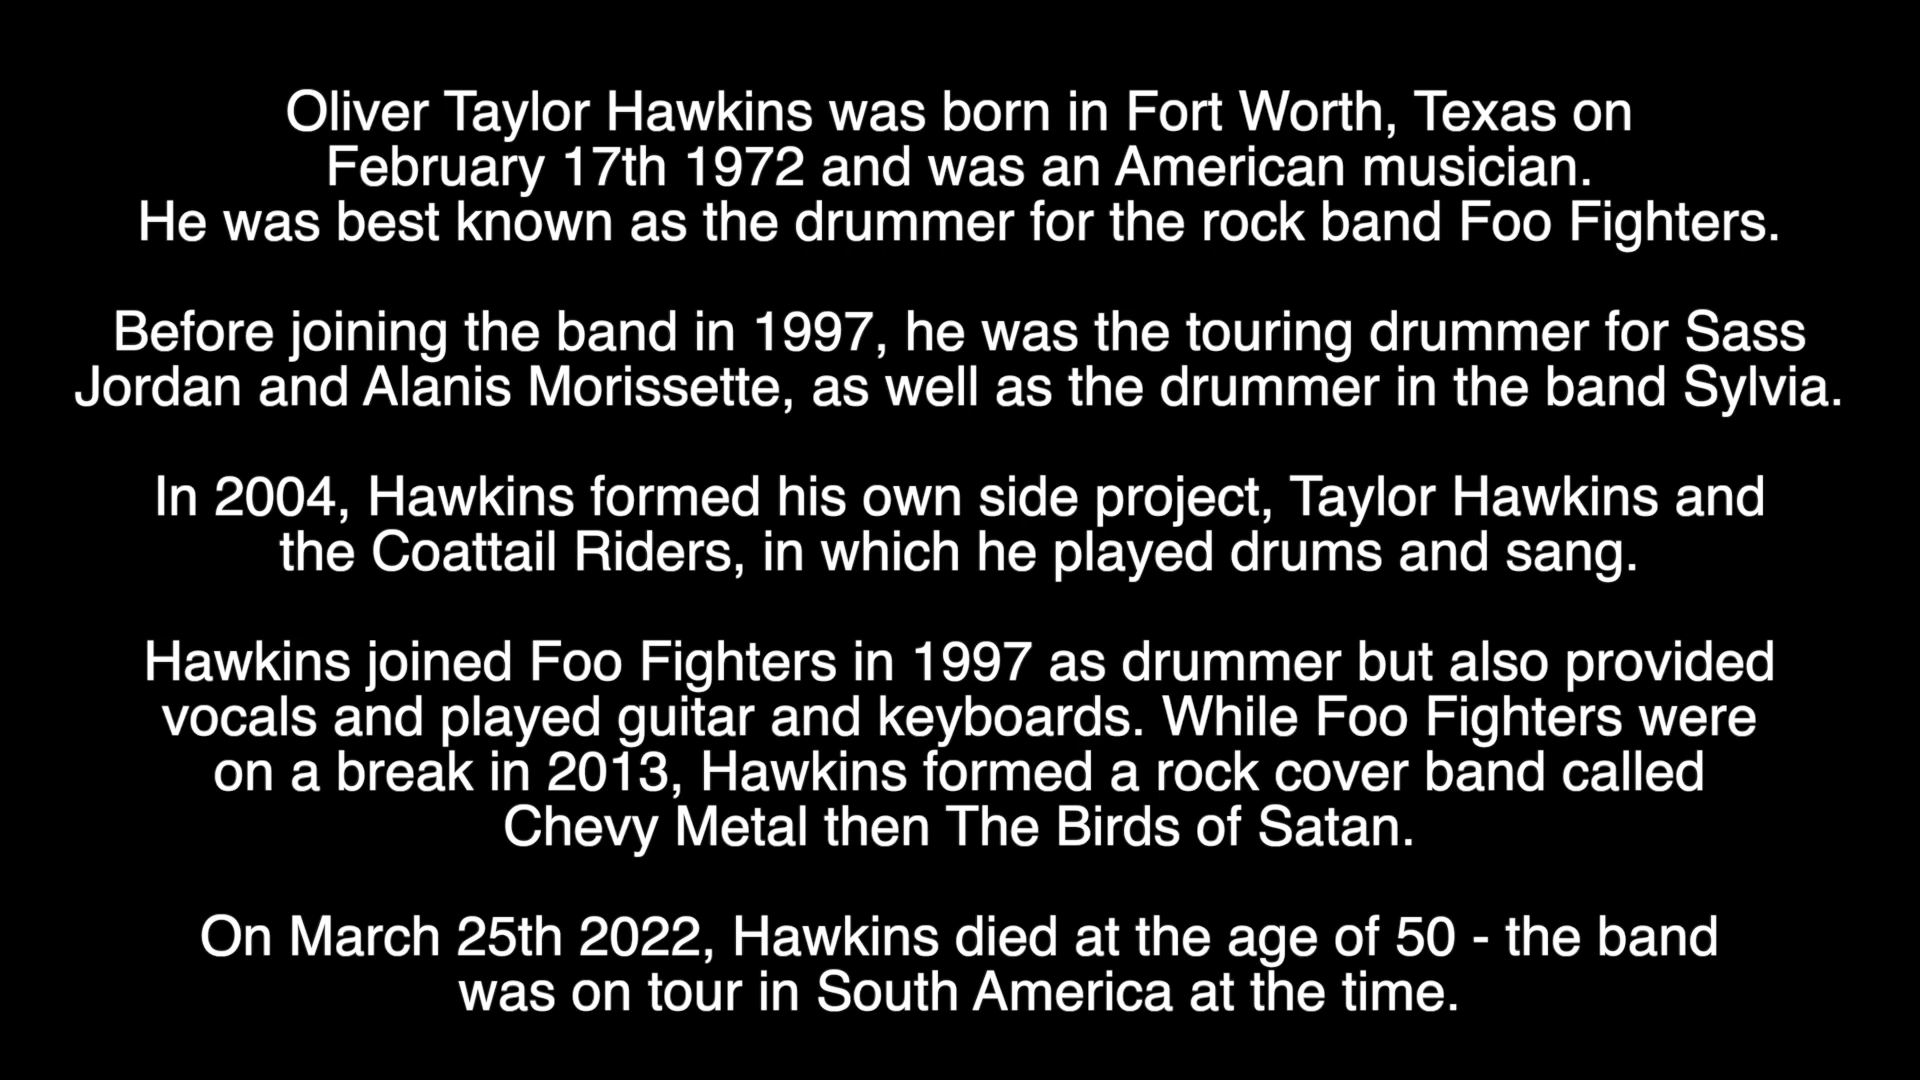 Oliver Taylor Hawkins was born in Fort Worth, Texas on
February 17th 1972 and was an American musician.
He was best known as the drummer for the rock band Foo Fighters.
Before joining the band in 1997, he was the touring drummer for Sass
Jordan and Alanis Morissette, as well as the drummer in the band Sylvia.
In 2004, Hawkins formed his own side project, Taylor Hawkins and
the Coattail Riders, in which he played drums and sang.
Hawkins joined Foo Fighters in 1997 as drummer but also provided
vocals and played guitar and keyboards. While Foo Fighters were
on a break in 2013, Hawkins formed a rock cover band called
Chevy Metal then The Birds of Satan.
On March 25th 2022, Hawkins died at the age of 50 - the band
was on tour in South America at the time.